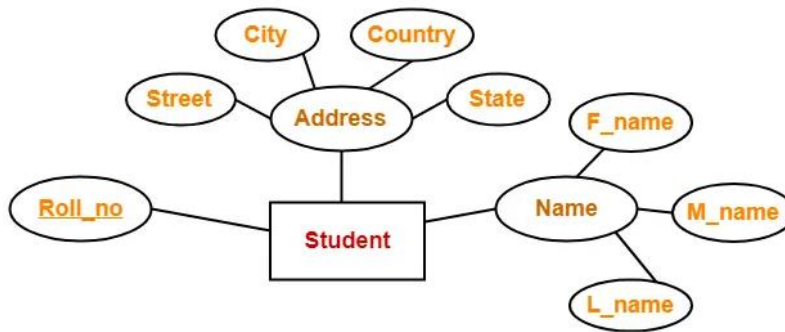 City
Country
Street
Address
State
F_name
Roll_no
Name
M_name
Student
L_name